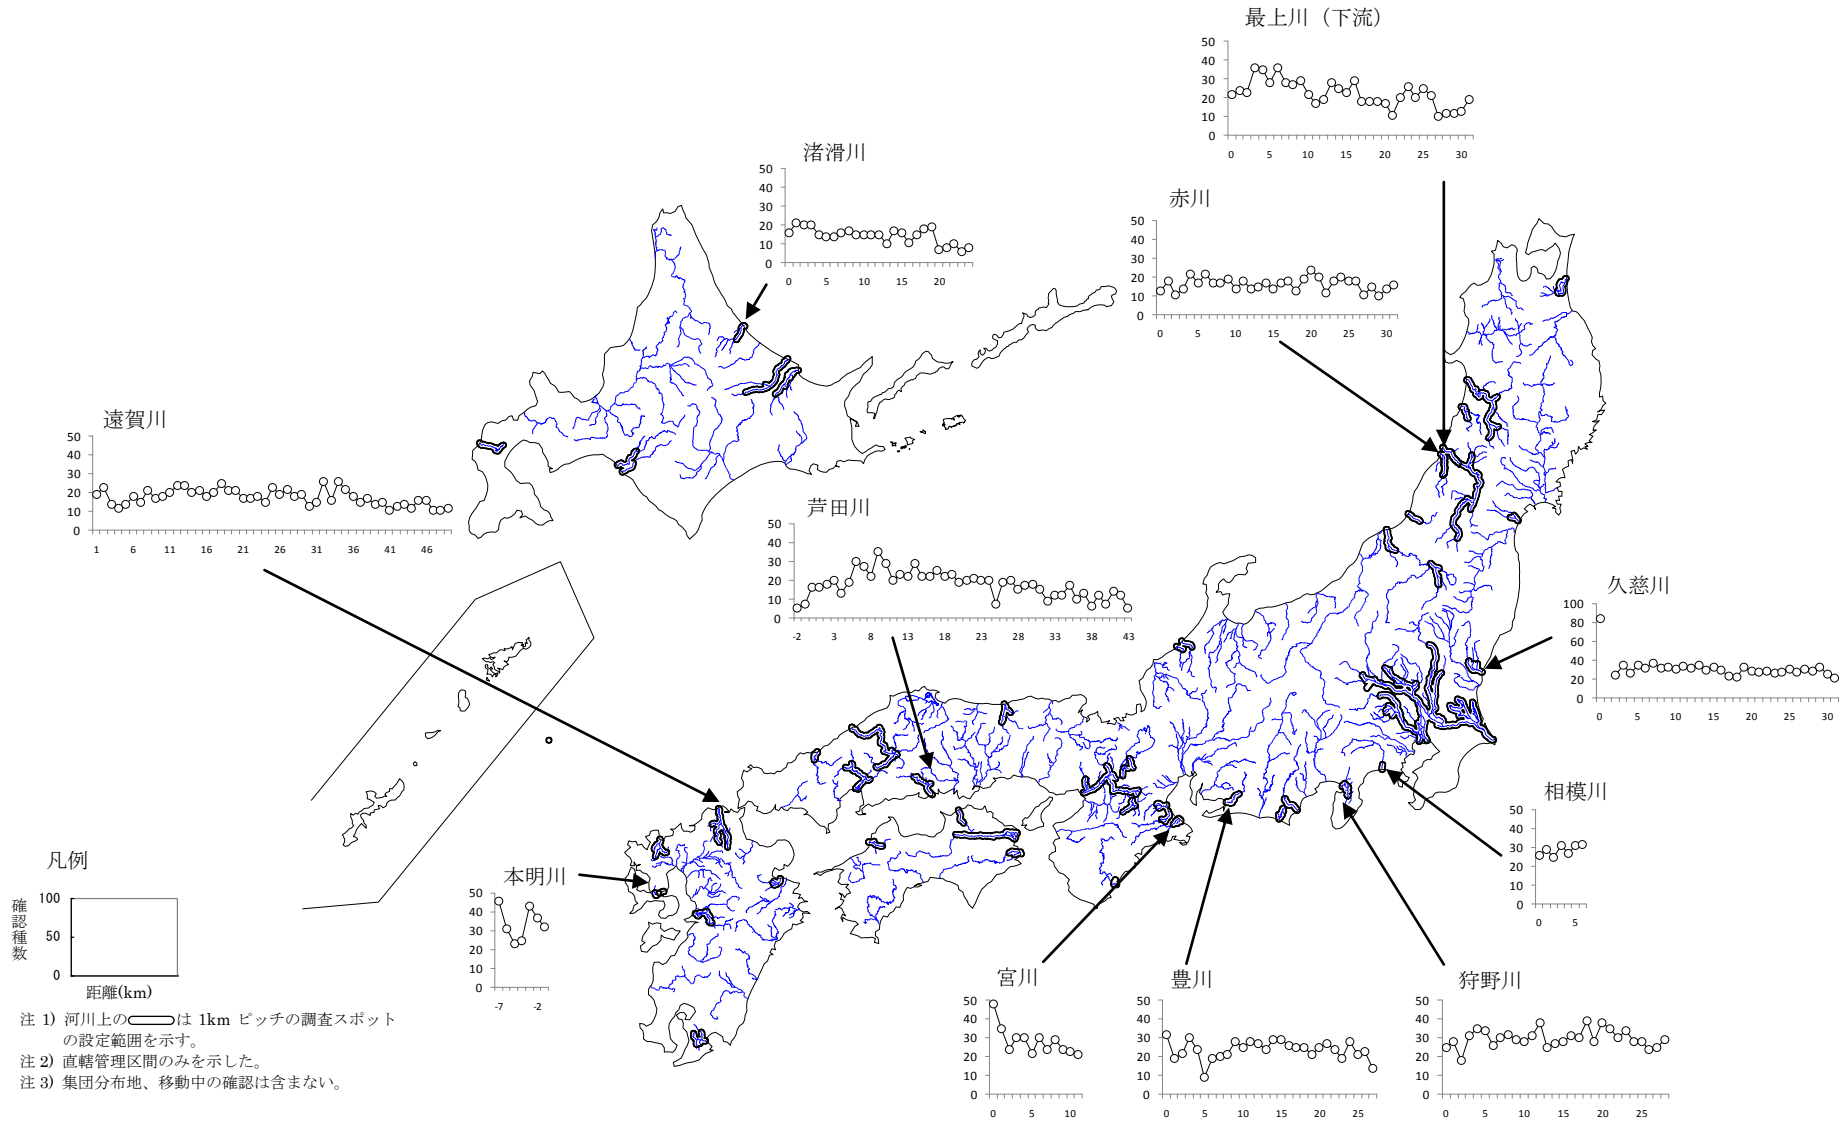 最上川（下流）
50
40
30
20
10
0
0 5 10 15 20 25 30
渚滑川
50
40
30
20
10
0
0 5 10 15 20
赤川
50
40
30
20
10
0
0 5 10 15 20 25 30
遠賀川
50
40
30
20
10
0
1 6 11 16 21 26 31 36 41 46
芦田川
50
40
30
20
10
0
-2 3 8 13 18 23 28 33 38 43
久慈川
100
80
60
40
20
0
0 5 10 15 20 25 30
相模川
50
40
30
20
10
0
0 5
本明川
50
40
30
20
10
0
-7 -2
宮川
50
40
30
20
10
0
0 5 10
豊川
50
40
30
20
10
0
0 5 10 15 20 25
狩野川
50
40
30
20
10
0
0 5 10 15 20 25
凡例
確認種数
100
50
0
距離(km)
注 1) 河川上の は 1km ピッチの調査スポット
の設定範囲を示す。
注 2) 直轄管理区間のみを示した。
注 3) 集団分布地、移動中の確認は含まない。